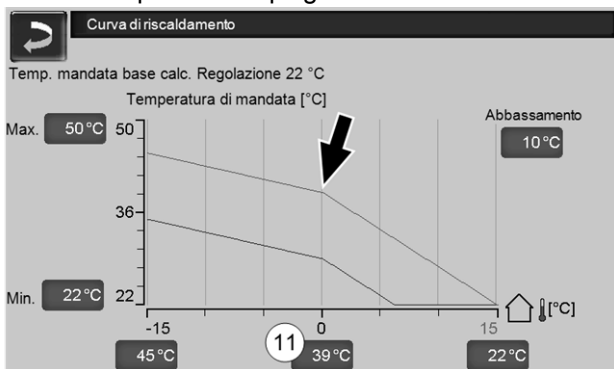 Curva di riscaldamento
Temp. mandata base calc. Regolazione 22 °C
Temperatura di mandata [°C]
Abbassamento
Max. 50 °C 50
10 °C
36
Min. 22 °C 22
[°C]
-15 0 15
45 °C 11 39 °C 22 °C